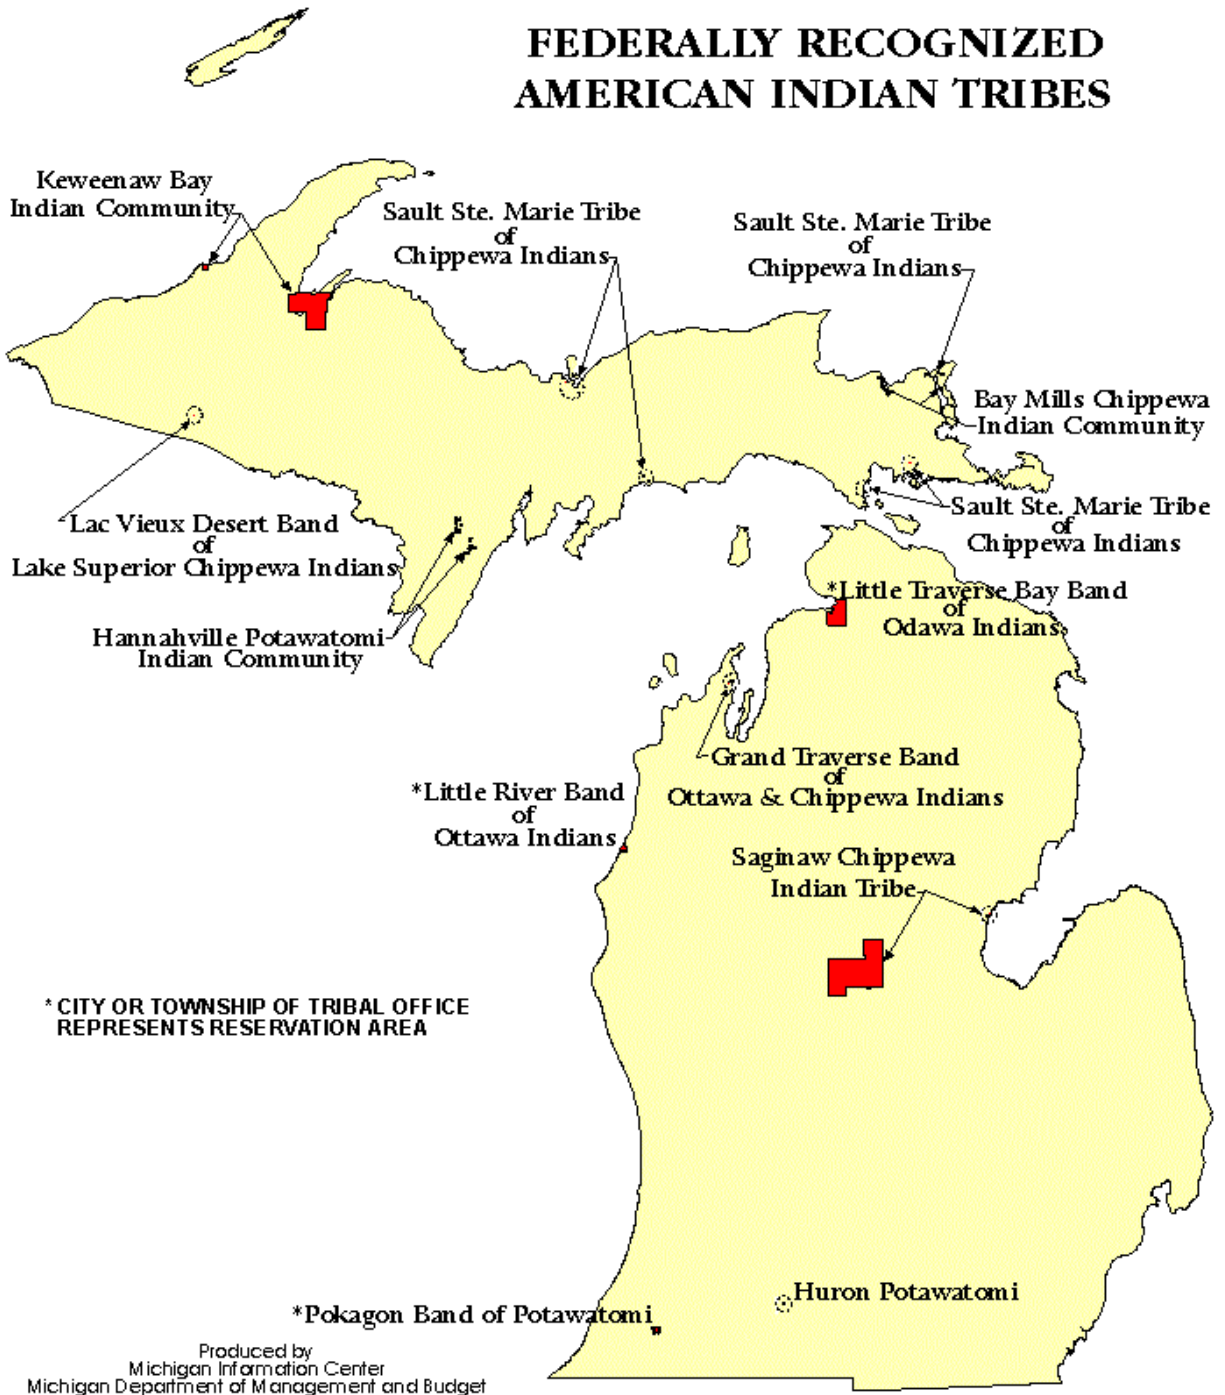 FEDERALLY RECOGNIZED
AMERICAN INDIAN TRIBES
Keweenaw Bay
Indian Community
Sault Ste. Marie Tribe
of
Chippewa Indians
Sault Ste. Marie Tribe
of
Chippewa Indians
Bay Mills Chippewa
Indian Community
Lac Vieux Desert Band
of
Lake Superior Chippewa Indians
Sault Ste. Marie Tribe
of
Chippewa Indians
Hannahville Potawatomi
Indian Community
*Little Traverse Bay Band
of
Odawa Indians
Grand Traverse Band
of
Ottawa & Chippewa Indians
*Little River Band
of
Ottawa Indians
Saginaw Chippewa
Indian Tribe
* CITY OR TOWNSHIP OF TRIBAL OFFICE
REPRESENTS RESERVATION AREA
Huron Potawatomi
*Pokagon Band of Potawatomi
Produced by
Michigan Information Center
Michigan Department of Management and Budget